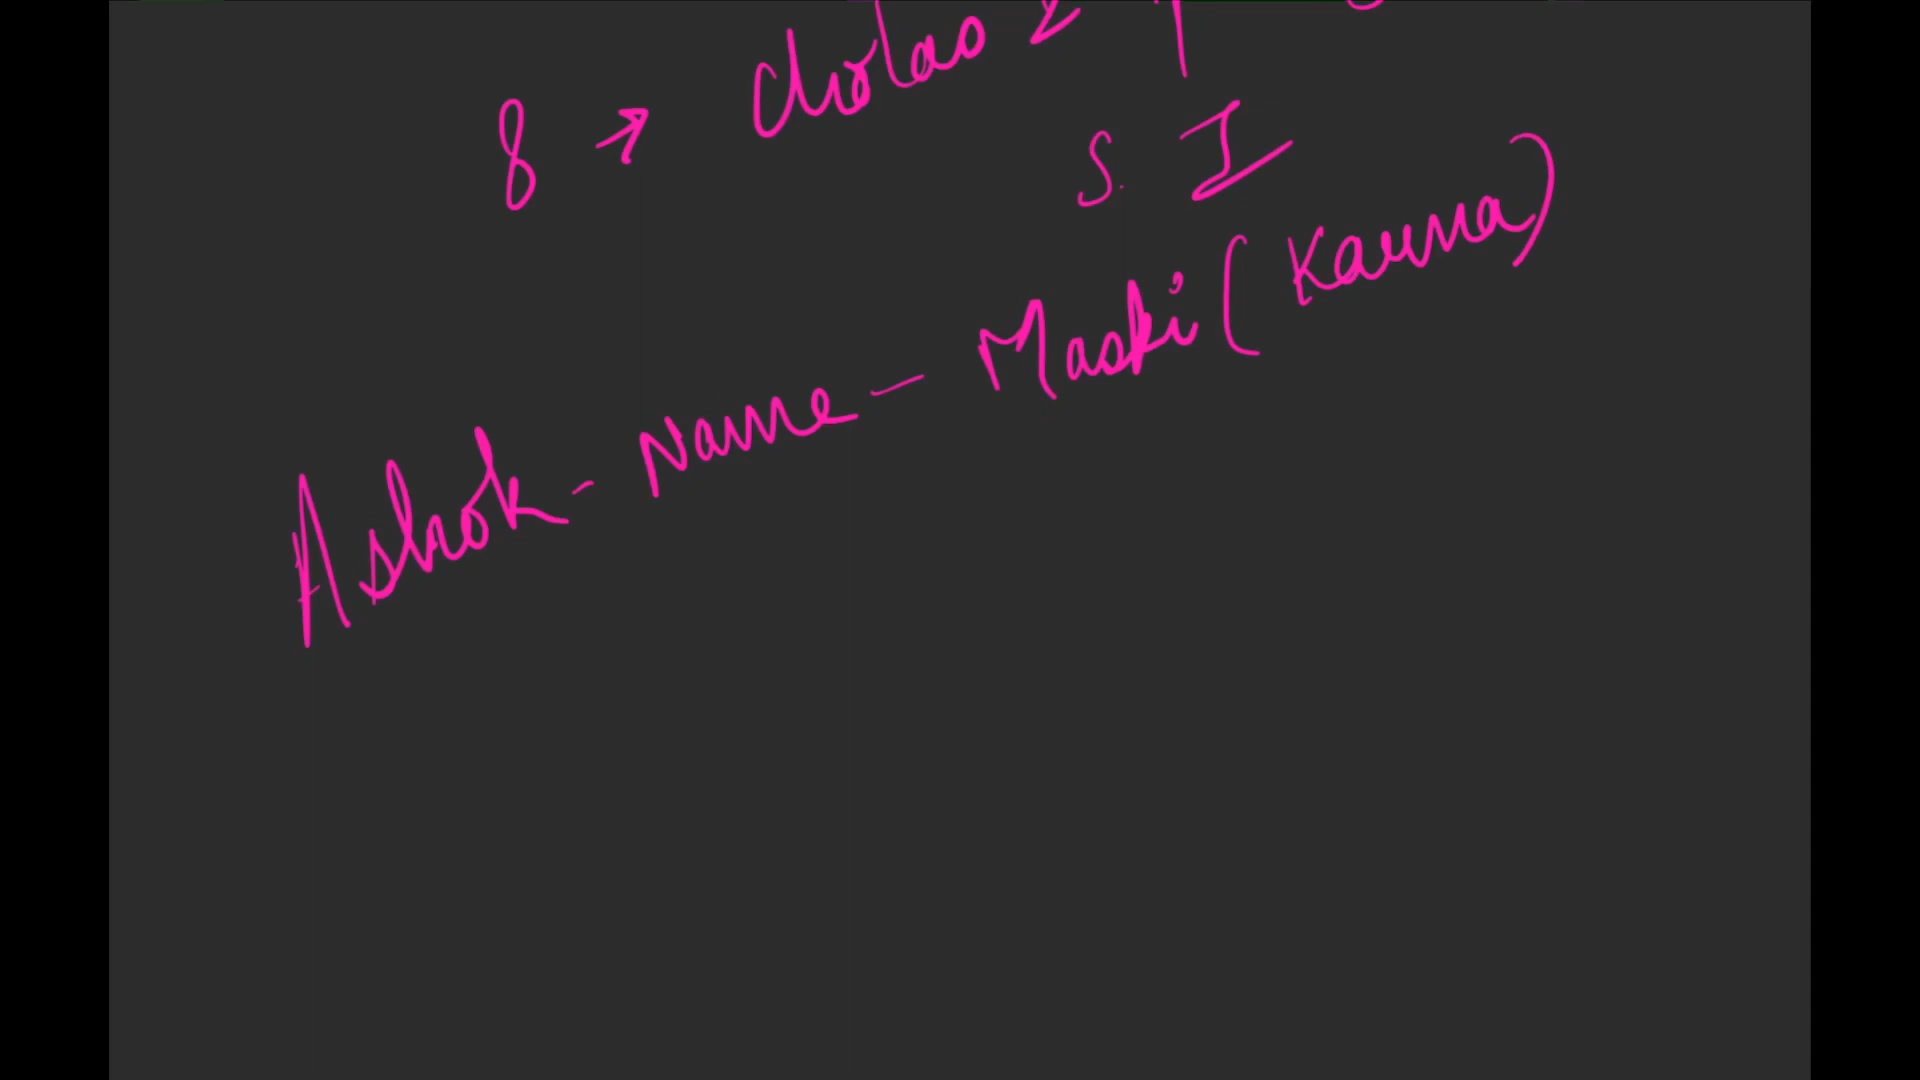 8 → Cholas &
S. I
Ashok - Name - Maski (Karna)